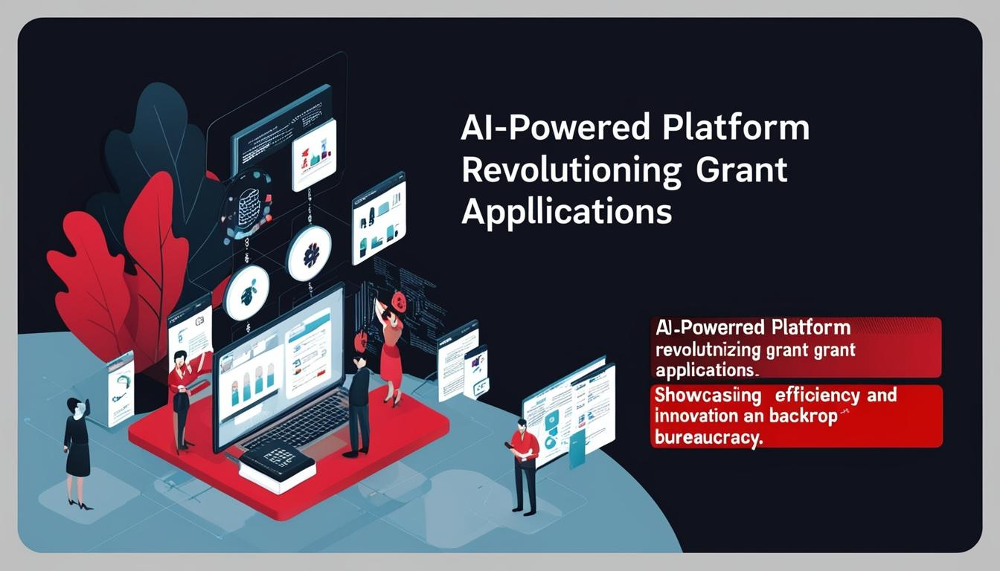 AI-Powered Platform
Revolutioning Grant
Appllications
AI-Powerred Platform
revolutnizing grant grant
applications.
Showcasiing efficiency and
innovation an backrop
bureaucracy.